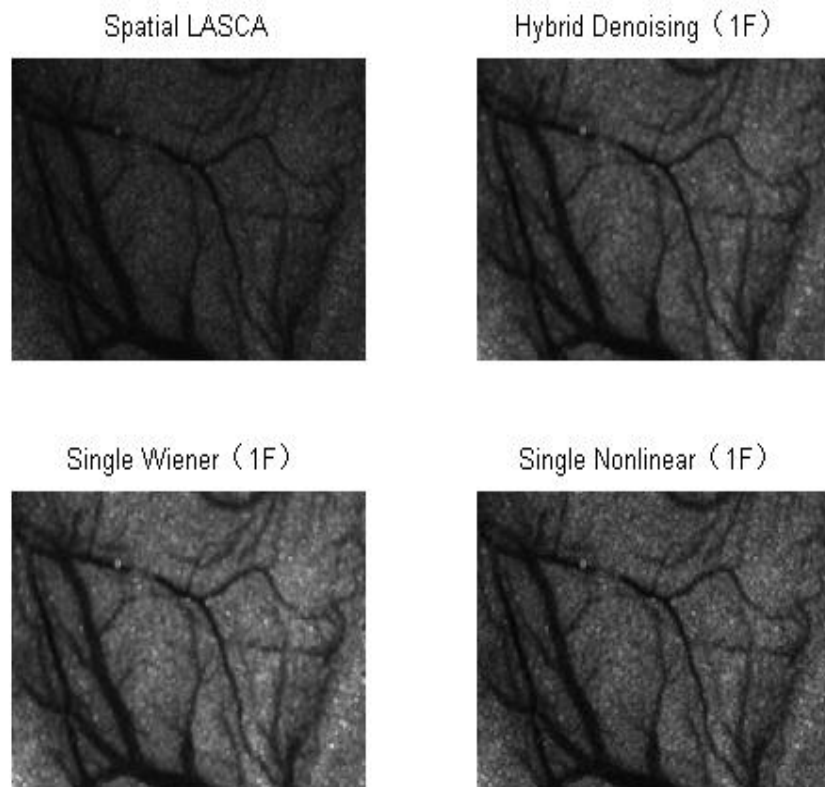 Spatial LASCA
Hybrid Denoising（1F）
Single Wiener（1F）
Single Nonlinear（1F）